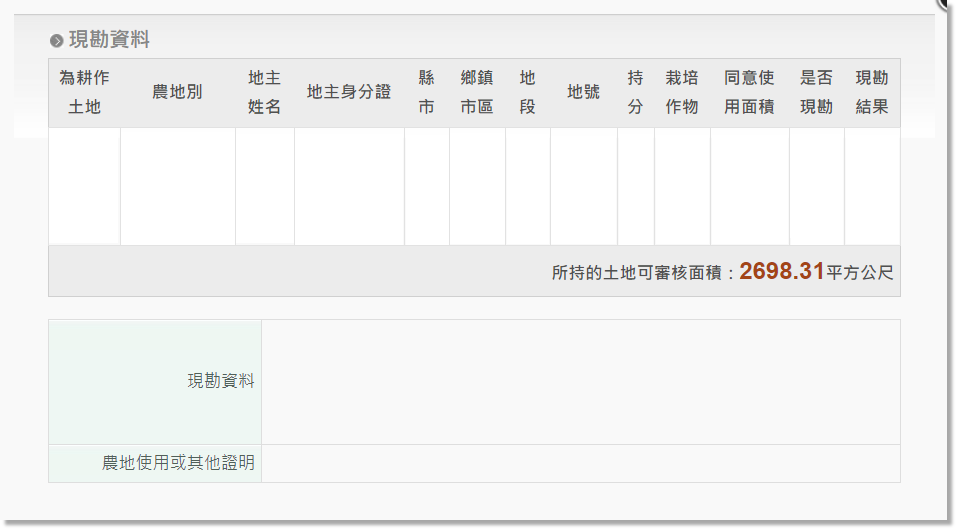 現勘資料
為耕作
土地
農地別
地主
姓名
地主身分證
縣
市
鄉鎮
市區
地
段
地號
持
分
栽培
作物
同意使
用面積
是否
現勘
現勘
結果
所持的土地可審核面積：2698.31平方公尺
現勘資料
農地使用或其他證明